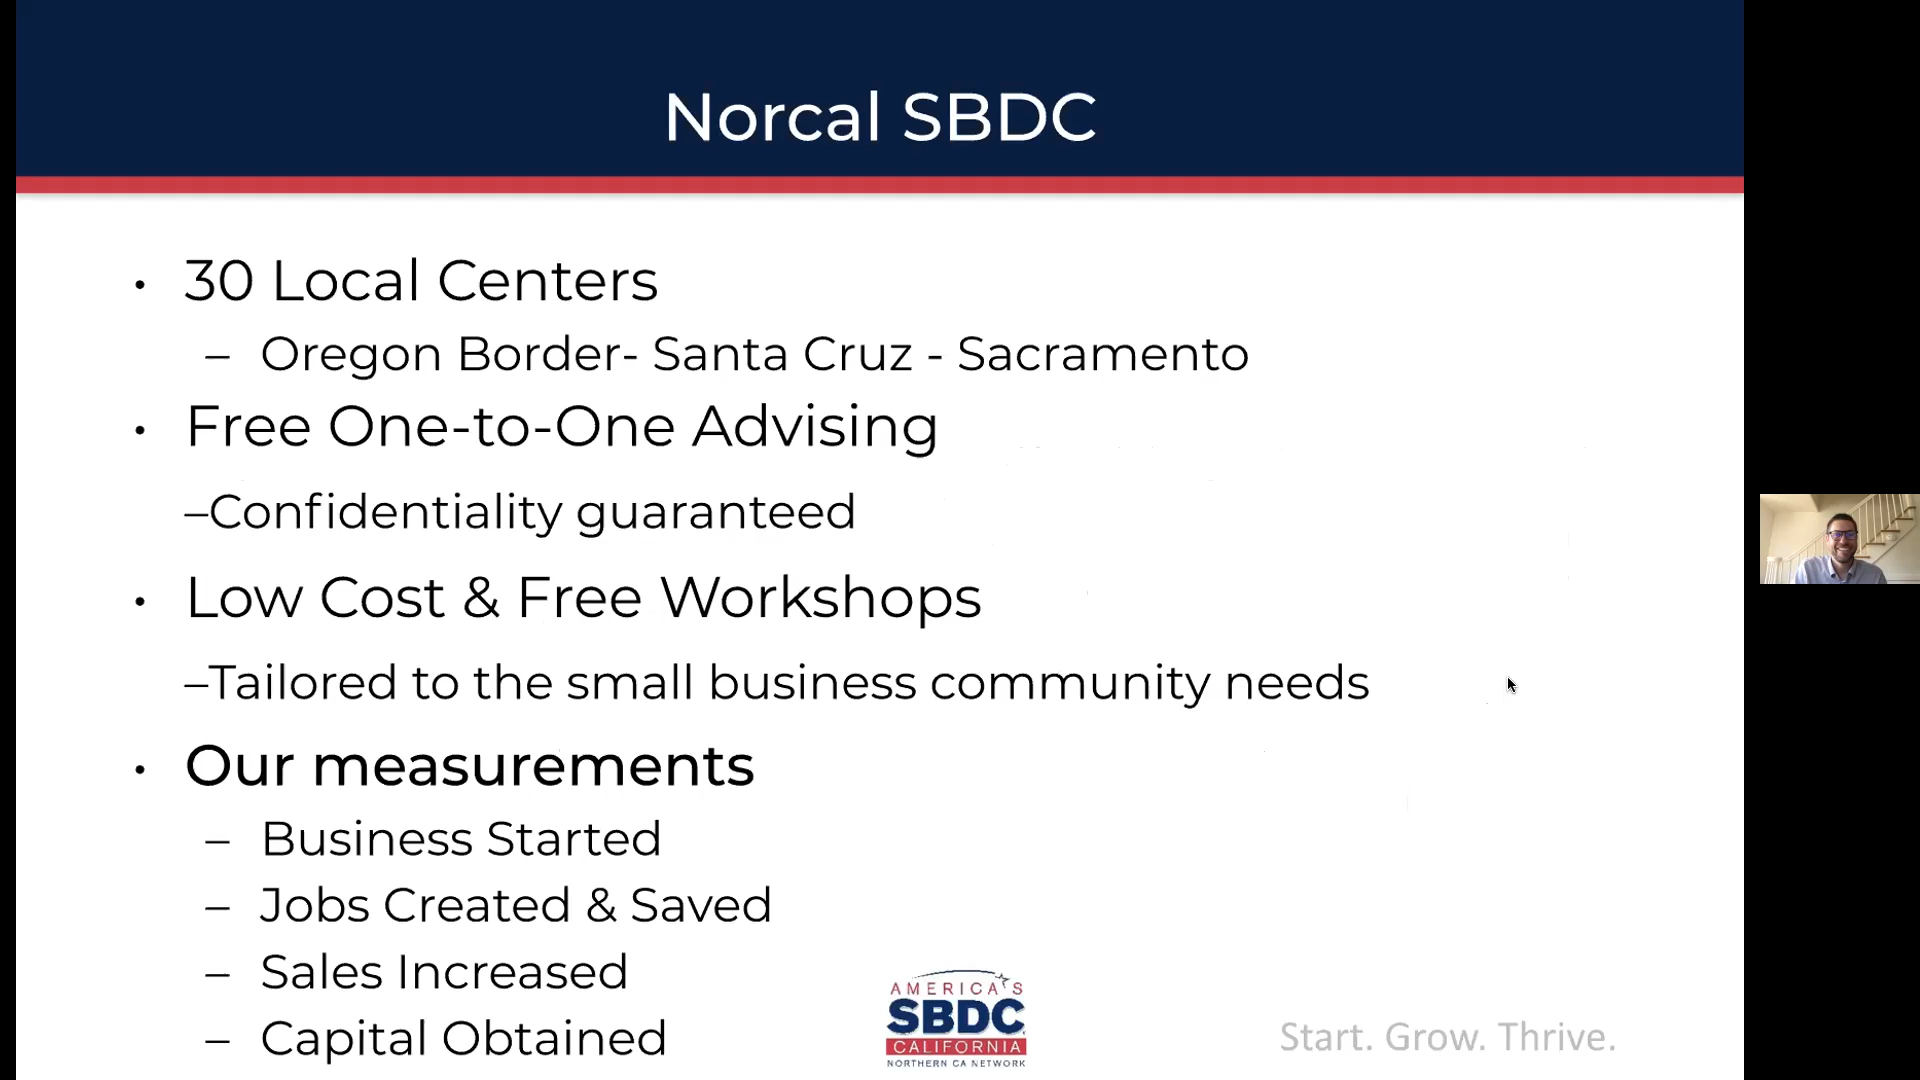 Norcal SBDC
• 30 Local Centers
– Oregon Border- Santa Cruz - Sacramento
• Free One-to-One Advising
–Confidentiality guaranteed
• Low Cost & Free Workshops
–Tailored to the small business community needs
• Our measurements
– Business Started
– Jobs Created & Saved
– Sales Increased
– Capital Obtained
AMERICA'S
SBDC
CALIFORNIA
NORTHERN CA NETWORK
Start. Grow. Thrive.